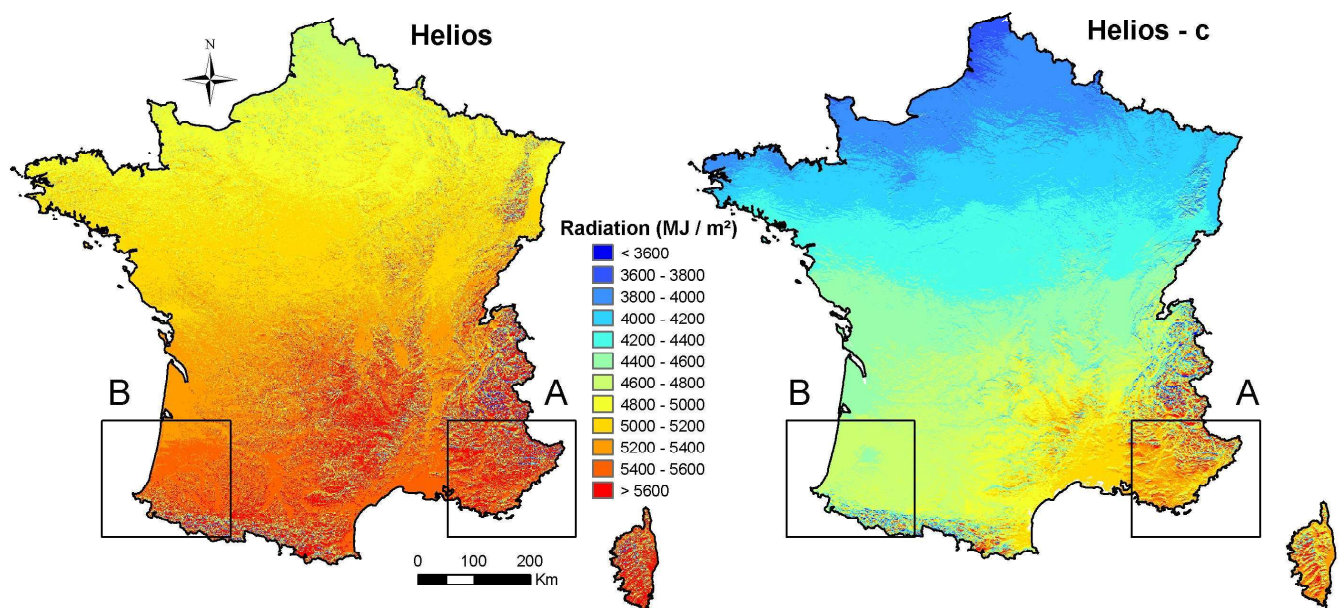 Helios
N
Helios - c
Radiation (MJ / m²)
< 3600
3600 - 3800
3800 - 4000
4000 - 4200
4200 - 4400
4400 - 4600
4600 - 4800
4800 - 5000
5000 - 5200
5200 - 5400
5400 - 5600
> 5600
B
A
B
A
0
100
200
Km